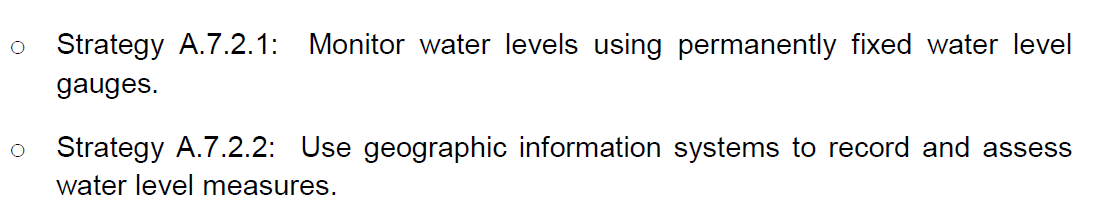 ○ Strategy A.7.2.1: Monitor water levels using permanently fixed water level
gauges.
○ Strategy A.7.2.2: Use geographic information systems to record and assess
water level measures.